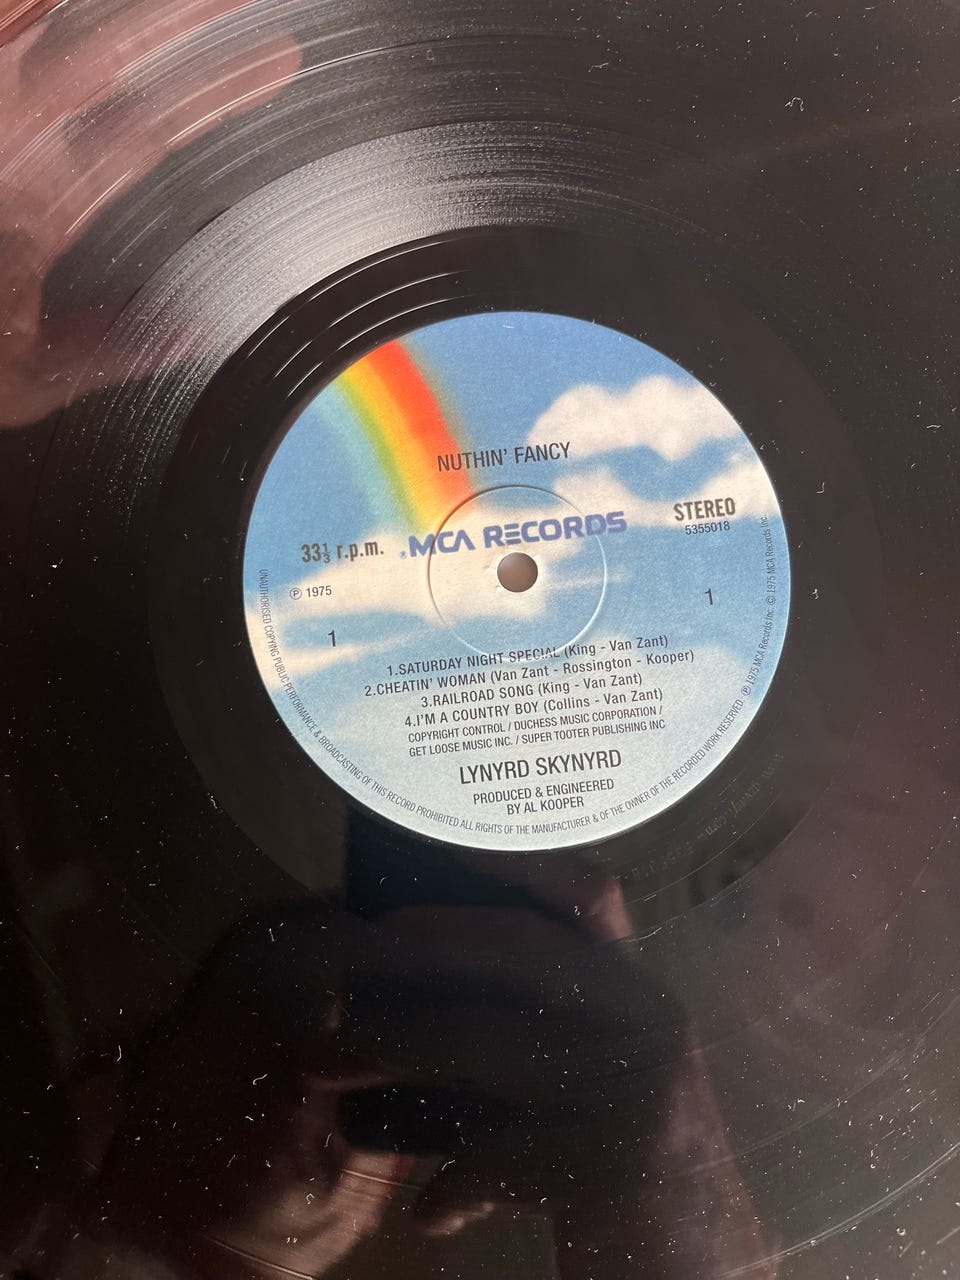 NUTHIN' FANCY
MCA RECORDS
STEREO
5355018
33⅓ r.p.m.
℗ 1975
1
1
1.SATURDAY NIGHT SPECIAL (King - Van Zant)
2.CHEATIN' WOMAN (Van Zant - Rossington - Kooper)
3.RAILROAD SONG (King - Van Zant)
4.I'M A COUNTRY BOY (Collins - Van Zant)
COPYRIGHT CONTROL / DUCHESS MUSIC CORPORATION /
GET LOOSE MUSIC INC. / SUPER TOOTER PUBLISHING INC
LYNYRD SKYNYRD
PRODUCED & ENGINEERED
BY AL KOOPER
UNAUTHORISED COPYING PUBLIC PERFORMANCE & BROADCASTING OF THIS RECORD PROHIBITED ALL RIGHTS OF THE MANUFACTURER & OF THE OWNER OF THE RECORDED WORK RESERVED. ℗ 1975 MCA Records Inc. © 1975 MCA Records Inc.